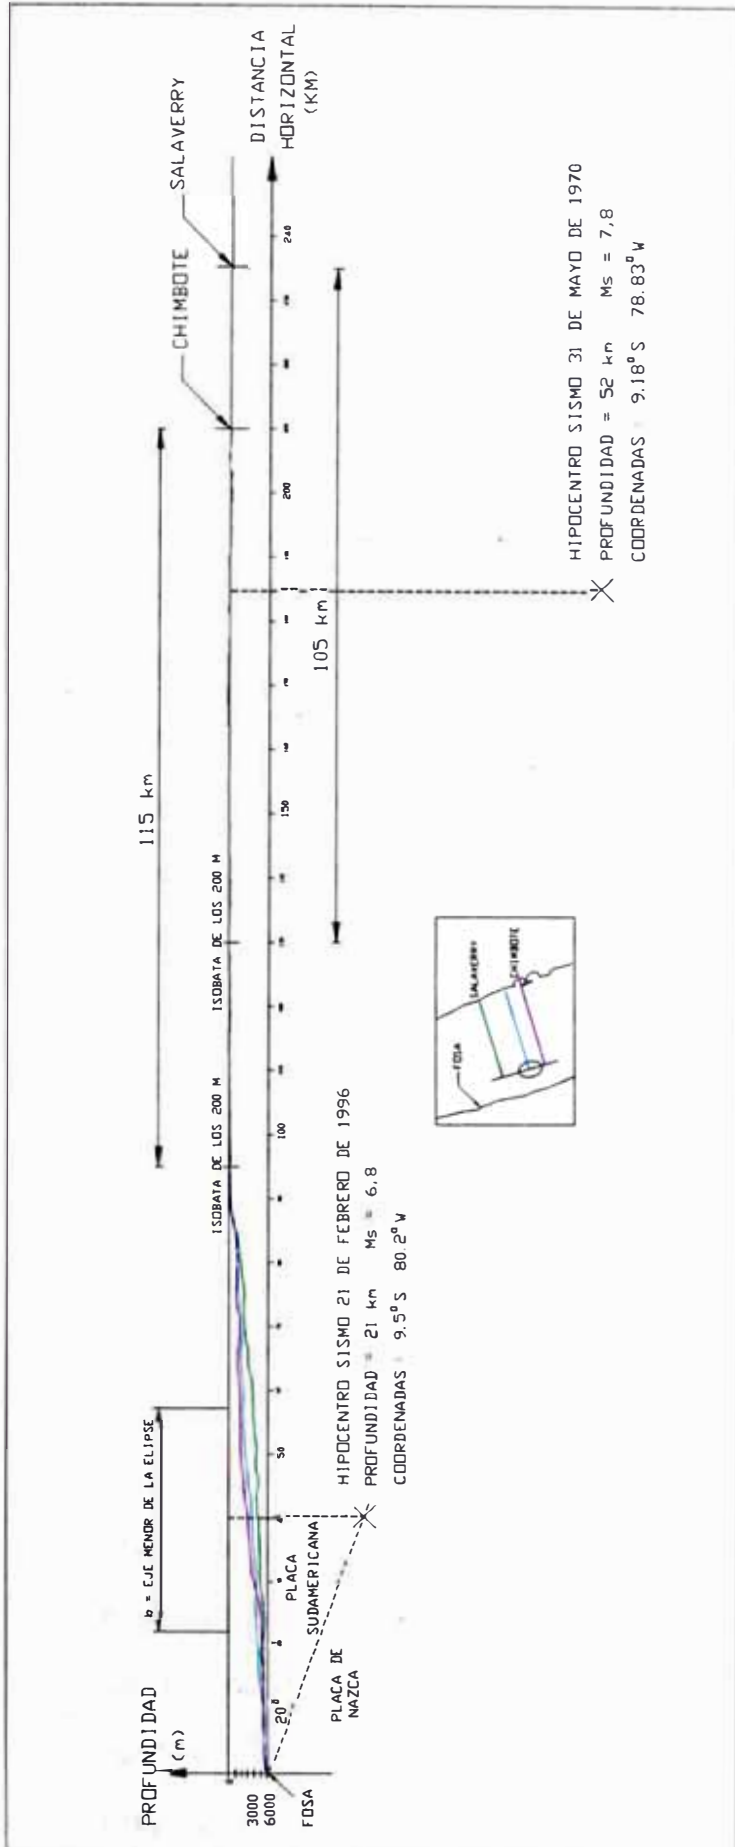 PROFUNDIDAD
(m)
3000
6000
FOSA
b = EJE MENOR DE LA ELIPSE
20°
PLACA
SUDAMERICANA
PLACA DE
NAZCA
50
100
150
200
240
HIPOCENTRO SISMO 21 DE FEBRERO DE 1996
PROFUNDIDAD = 21 km Ms = 6,8
COORDENADAS 9.5°S 80.2°W
ISOBATA DE LOS 200 M
ISOBATA DE LOS 200 M
115 km
105 km
CHIMBOTE
SALAVERRY
DISTANCIA
HORIZONTAL
(KM)
HIPOCENTRO SISMO 31 DE MAYO DE 1970
PROFUNDIDAD = 52 km Ms = 7,8
COORDENADAS 9.18°S 78.83°W
FOSA
SALAVERRY
CHIMBOTE